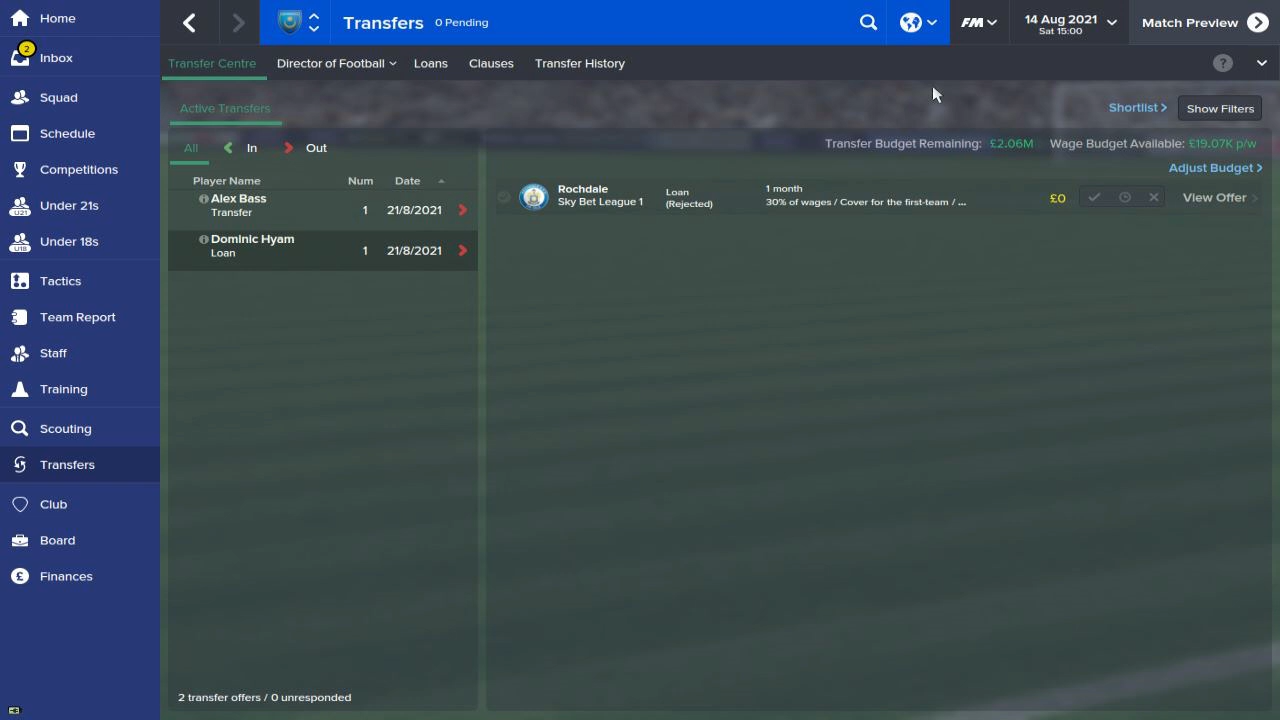 Home
2
Inbox
Squad
Schedule
Competitions
U21
Under 21s
U18
Under 18s
Tactics
Team Report
Staff
Training
Scouting
Transfers
Club
Board
£
Finances
Transfers 0 Pending
FM
14 Aug 2021
Sat 15:00
Match Preview
Transfer Centre
Director of Football
Loans
Clauses
Transfer History
?
Active Transfers
Shortlist >
Show Filters
All
In
Out
Transfer Budget Remaining: £2.06M Wage Budget Available: £19.07K p/w
Adjust Budget >
Player Name Num Date
Alex Bass
Transfer
1
21/8/2021
Dominic Hyam
Loan
1
21/8/2021
Rochdale
Sky Bet League 1
Loan
(Rejected)
1 month
30% of wages / Cover for the first-team / ...
£0
View Offer >
2 transfer offers / 0 unresponded